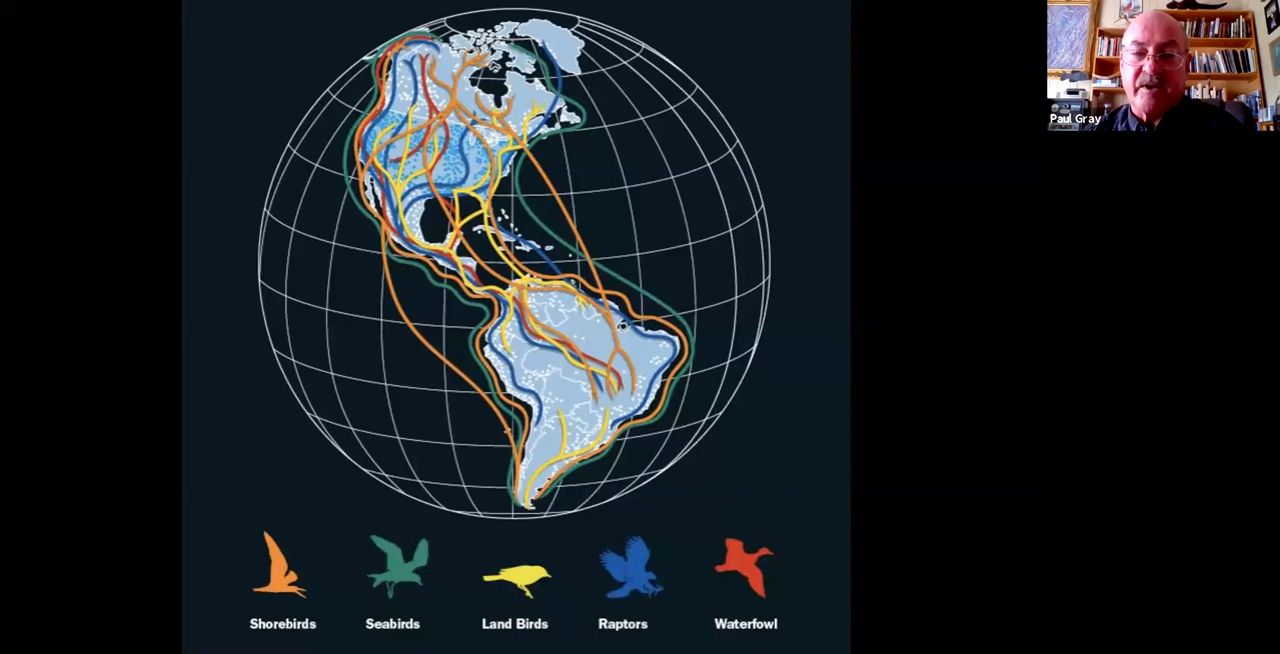 Paul Gray
Shorebirds
Seabirds
Land Birds
Raptors
Waterfowl